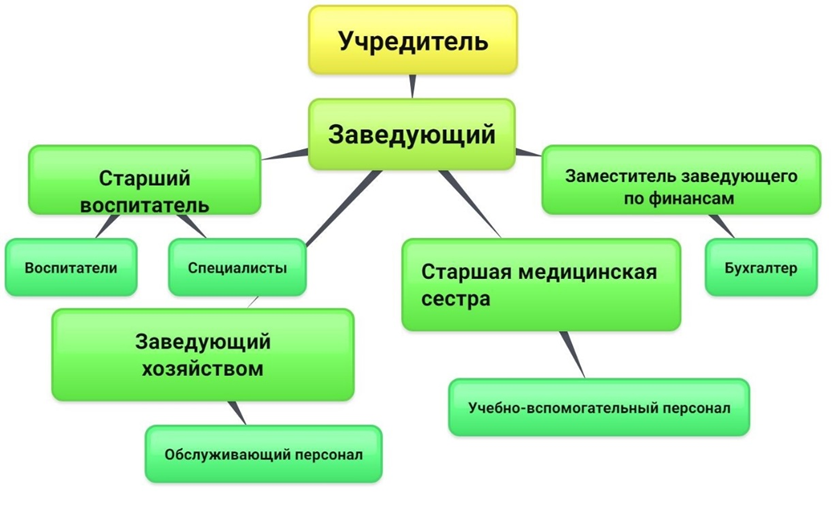 Учредитель
Заведующий
Старший
воспитатель
Заместитель заведующего
по финансам
Воспитатели
Специалисты
Старшая медицинская
сестра
Бухгалтер
Заведующий
хозяйством
Учебно-вспомогательный персонал
Обслуживающий персонал